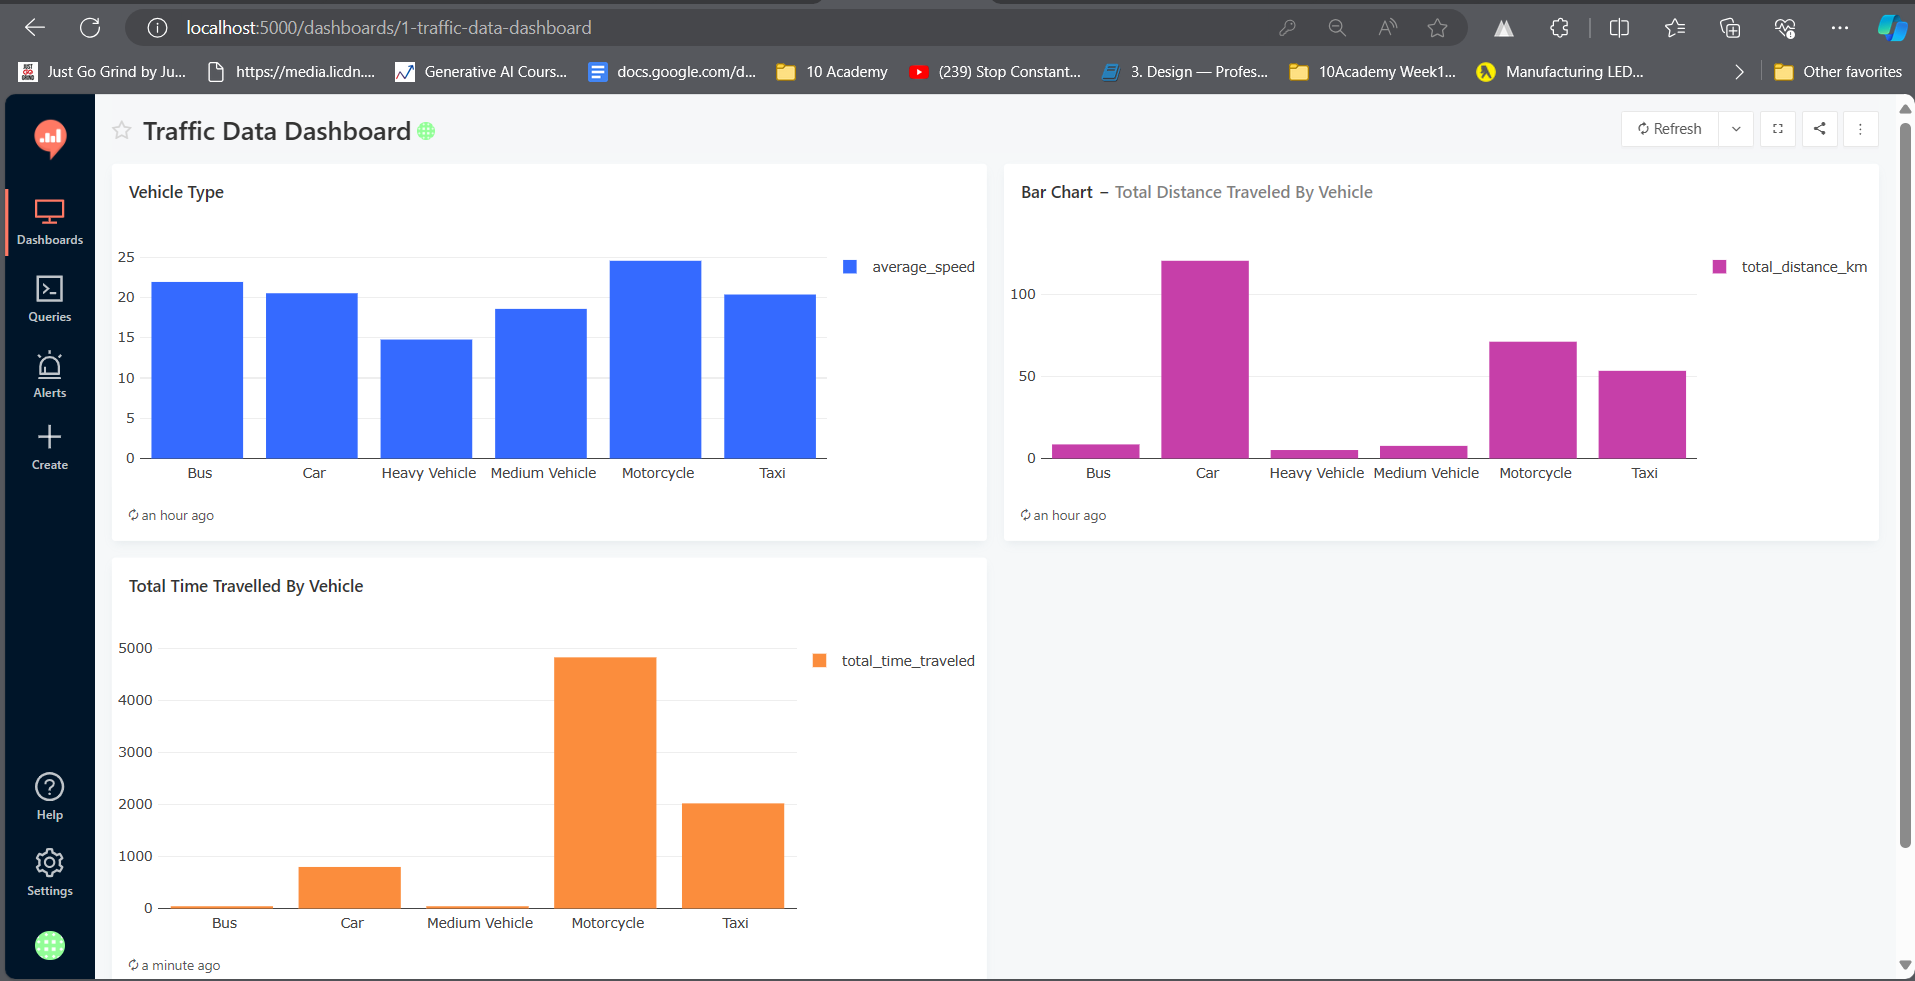 localhost:5000/dashboards/1-traffic-data-dashboard
Just Go Grind by Ju...
https://media.licdn....
Generative AI Cours...
docs.google.com/d...
10 Academy
(239) Stop Constant...
3. Design — Profes...
10Academy Week1...
Manufacturing LED...
Other favorites
Traffic Data Dashboard
Refresh
Dashboards
Queries
Alerts
Create
Help
Settings
Vehicle Type
25
20
15
10
5
0
Bus
Car
Heavy Vehicle
Medium Vehicle
Motorcycle
Taxi
average_speed
an hour ago
Bar Chart – Total Distance Traveled By Vehicle
100
50
0
Bus
Car
Heavy Vehicle
Medium Vehicle
Motorcycle
Taxi
total_distance_km
an hour ago
Total Time Travelled By Vehicle
5000
4000
3000
2000
1000
0
Bus
Car
Medium Vehicle
Motorcycle
Taxi
total_time_traveled
a minute ago